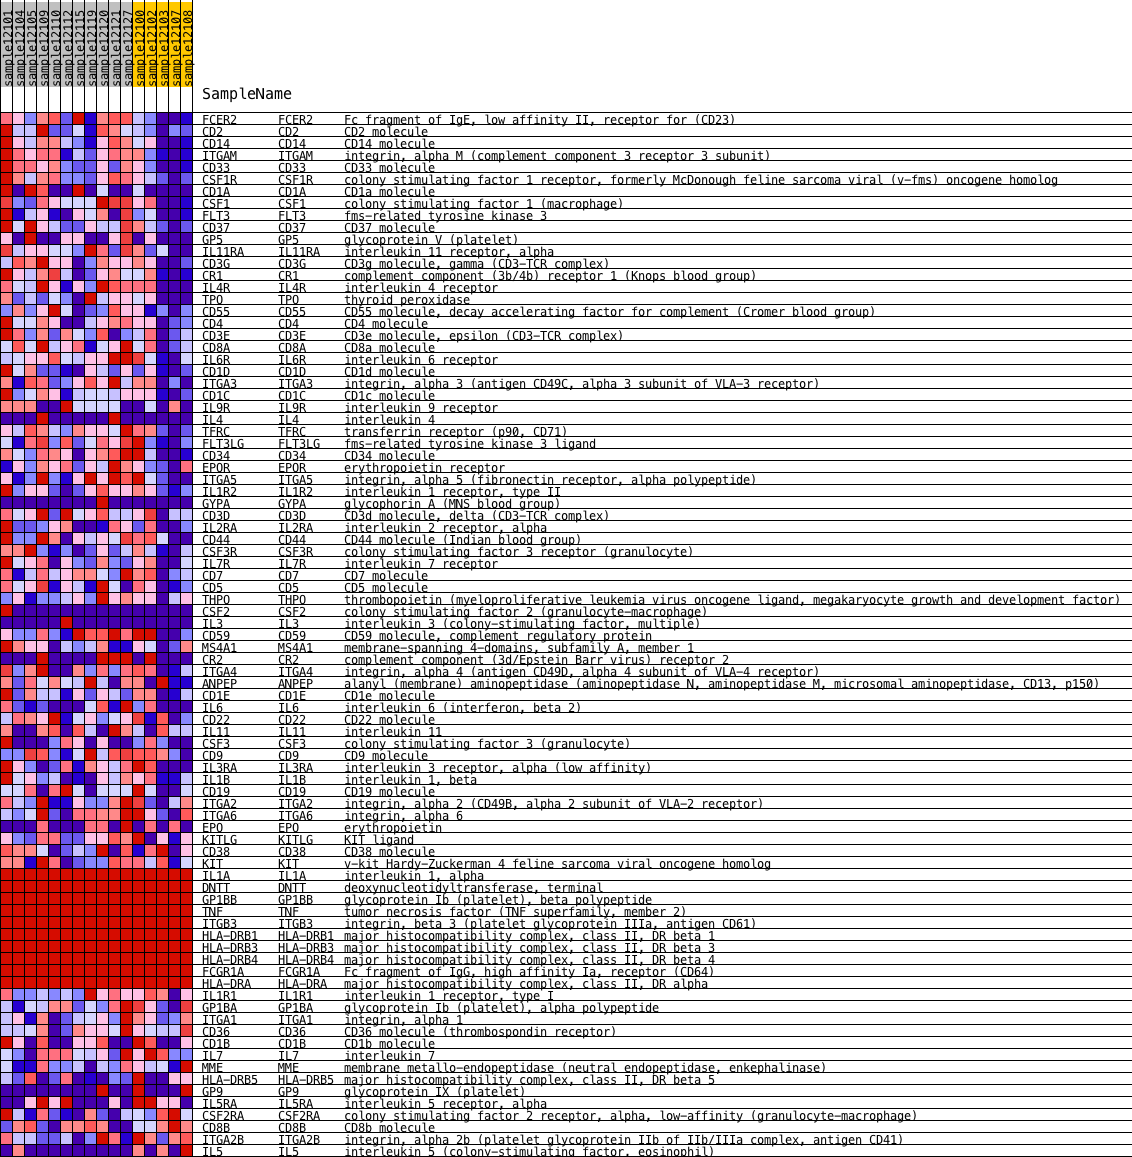 sample12101 sample12104 sample12105 sample12109 sample12110 sample12112 sample12115 sample12119 sample12120 sample12121 sample12127 sample12100 sample12102 sample12103 sample12107 sample12108
SampleName
FCER2 FCER2 Fc fragment of IgE, low affinity II, receptor for (CD23)
CD2 CD2 CD2 molecule
CD14 CD14 CD14 molecule
ITGAM ITGAM integrin, alpha M (complement component 3 receptor 3 subunit)
CD33 CD33 CD33 molecule
CSF1R CSF1R colony stimulating factor 1 receptor, formerly McDonough feline sarcoma viral (v-fms) oncogene homolog
CD1A CD1A CD1a molecule
CSF1 CSF1 colony stimulating factor 1 (macrophage)
FLT3 FLT3 fms-related tyrosine kinase 3
CD37 CD37 CD37 molecule
GP5 GP5 glycoprotein V (platelet)
IL11RA IL11RA interleukin 11 receptor, alpha
CD3G CD3G CD3g molecule, gamma (CD3-TCR complex)
CR1 CR1 complement component (3b/4b) receptor 1 (Knops blood group)
IL4R IL4R interleukin 4 receptor
TPO TPO thyroid peroxidase
CD55 CD55 CD55 molecule, decay accelerating factor for complement (Cromer blood group)
CD4 CD4 CD4 molecule
CD3E CD3E CD3e molecule, epsilon (CD3-TCR complex)
CD8A CD8A CD8a molecule
IL6R IL6R interleukin 6 receptor
CD1D CD1D CD1d molecule
ITGA3 ITGA3 integrin, alpha 3 (antigen CD49C, alpha 3 subunit of VLA-3 receptor)
CD1C CD1C CD1c molecule
IL9R IL9R interleukin 9 receptor
IL4 IL4 interleukin 4
TFRC TFRC transferrin receptor (p90, CD71)
FLT3LG FLT3LG fms-related tyrosine kinase 3 ligand
CD34 CD34 CD34 molecule
EPOR EPOR erythropoietin receptor
ITGA5 ITGA5 integrin, alpha 5 (fibronectin receptor, alpha polypeptide)
IL1R2 IL1R2 interleukin 1 receptor, type II
GYPA GYPA glycophorin A (MNS blood group)
CD3D CD3D CD3d molecule, delta (CD3-TCR complex)
IL2RA IL2RA interleukin 2 receptor, alpha
CD44 CD44 CD44 molecule (Indian blood group)
CSF3R CSF3R colony stimulating factor 3 receptor (granulocyte)
IL7R IL7R interleukin 7 receptor
CD7 CD7 CD7 molecule
CD5 CD5 CD5 molecule
THPO THPO thrombopoietin (myeloproliferative leukemia virus oncogene ligand, megakaryocyte growth and development factor)
CSF2 CSF2 colony stimulating factor 2 (granulocyte-macrophage)
IL3 IL3 interleukin 3 (colony-stimulating factor, multiple)
CD59 CD59 CD59 molecule, complement regulatory protein
MS4A1 MS4A1 membrane-spanning 4-domains, subfamily A, member 1
CR2 CR2 complement component (3d/Epstein Barr virus) receptor 2
ITGA4 ITGA4 integrin, alpha 4 (antigen CD49D, alpha 4 subunit of VLA-4 receptor)
ANPEP ANPEP alanyl (membrane) aminopeptidase (aminopeptidase N, aminopeptidase M, microsomal aminopeptidase, CD13, p150)
CD1E CD1E CD1e molecule
IL6 IL6 interleukin 6 (interferon, beta 2)
CD22 CD22 CD22 molecule
IL11 IL11 interleukin 11
CSF3 CSF3 colony stimulating factor 3 (granulocyte)
CD9 CD9 CD9 molecule
IL3RA IL3RA interleukin 3 receptor, alpha (low affinity)
IL1B IL1B interleukin 1, beta
CD19 CD19 CD19 molecule
ITGA2 ITGA2 integrin, alpha 2 (CD49B, alpha 2 subunit of VLA-2 receptor)
ITGA6 ITGA6 integrin, alpha 6
EPO EPO erythropoietin
KITLG KITLG KIT ligand
CD38 CD38 CD38 molecule
KIT KIT v-kit Hardy-Zuckerman 4 feline sarcoma viral oncogene homolog
IL1A IL1A interleukin 1, alpha
DNTT DNTT deoxynucleotidyltransferase, terminal
GP1BB GP1BB glycoprotein Ib (platelet), beta polypeptide
TNF TNF tumor necrosis factor (TNF superfamily, member 2)
ITGB3 ITGB3 integrin, beta 3 (platelet glycoprotein IIIa, antigen CD61)
HLA-DRB1 HLA-DRB1 major histocompatibility complex, class II, DR beta 1
HLA-DRB3 HLA-DRB3 major histocompatibility complex, class II, DR beta 3
HLA-DRB4 HLA-DRB4 major histocompatibility complex, class II, DR beta 4
FCGR1A FCGR1A Fc fragment of IgG, high affinity Ia, receptor (CD64)
HLA-DRA HLA-DRA major histocompatibility complex, class II, DR alpha
IL1R1 IL1R1 interleukin 1 receptor, type I
GP1BA GP1BA glycoprotein Ib (platelet), alpha polypeptide
ITGA1 ITGA1 integrin, alpha 1
CD36 CD36 CD36 molecule (thrombospondin receptor)
CD1B CD1B CD1b molecule
IL7 IL7 interleukin 7
MME MME membrane metallo-endopeptidase (neutral endopeptidase, enkephalinase)
HLA-DRB5 HLA-DRB5 major histocompatibility complex, class II, DR beta 5
GP9 GP9 glycoprotein IX (platelet)
IL5RA IL5RA interleukin 5 receptor, alpha
CSF2RA CSF2RA colony stimulating factor 2 receptor, alpha, low-affinity (granulocyte-macrophage)
CD8B CD8B CD8b molecule
ITGA2B ITGA2B integrin, alpha 2b (platelet glycoprotein IIb of IIb/IIIa complex, antigen CD41)
IL5 IL5 interleukin 5 (colony-stimulating factor, eosinophil)